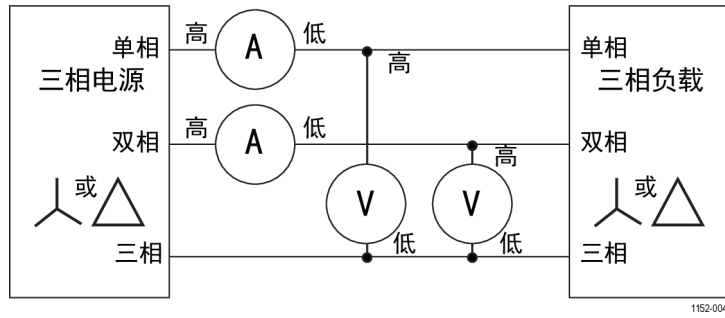 高 A 低
单相 单相
三相电源 高 三相负载
高 A 低
双相 双相
高
或 V V 或
低 低
三相 三相
1152-004